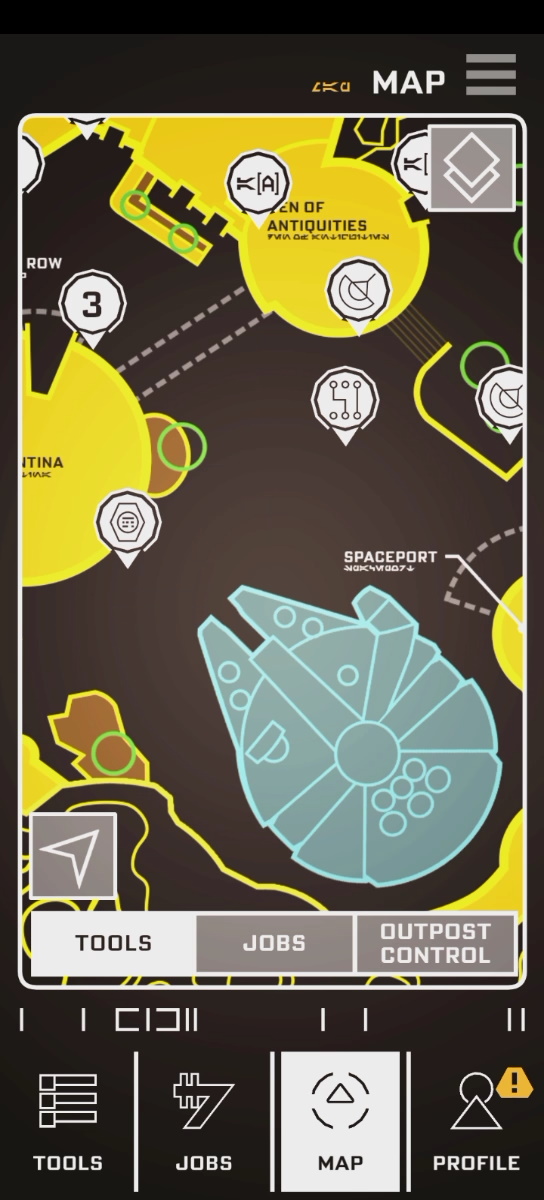 MAP
[A]
EN OF
ANTIQUITIES
ROW
3
NTINA
SPACEPORT
TOOLS
JOBS
OUTPOST
CONTROL
TOOLS
JOBS
MAP
PROFILE